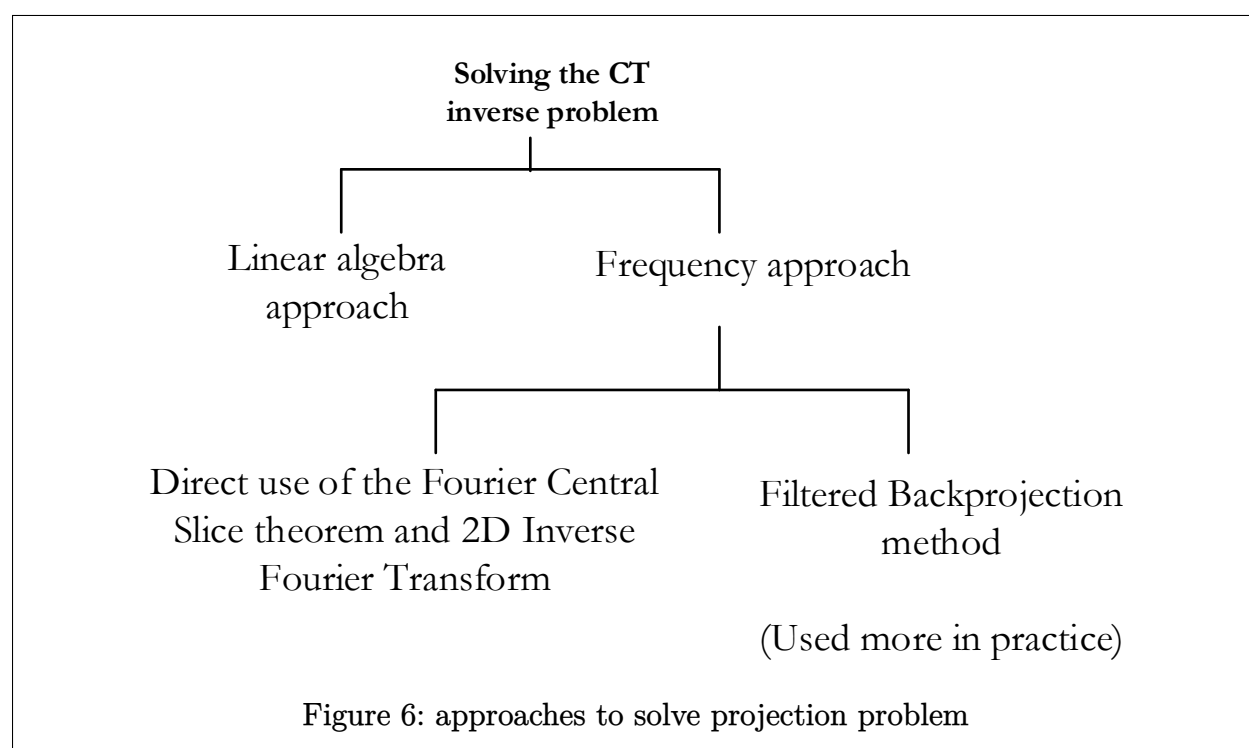 Solving the CT
inverse problem
Linear algebra
approach
Frequency approach
Direct use of the Fourier Central
Slice theorem and 2D Inverse
Fourier Transform
Filtered Backprojection
method
(Used more in practice)
Figure 6: approaches to solve projection problem